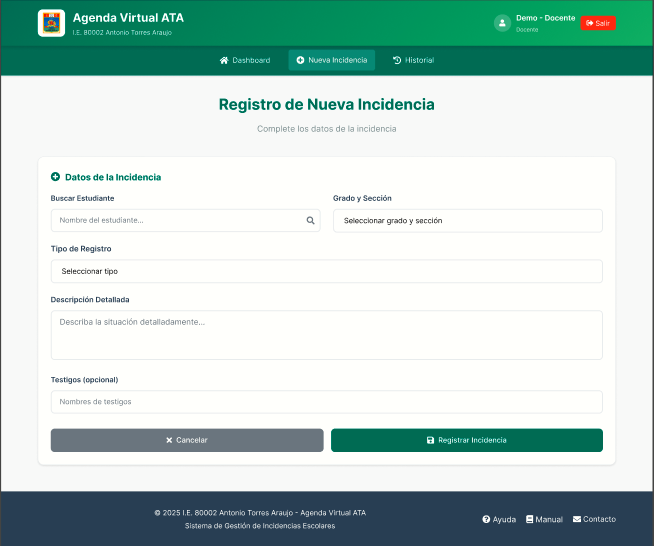 Agenda Virtual ATA
I.E. 80002 Antonio Torres Araujo
Demo - Docente
Docente
Salir
Dashboard
Nueva Incidencia
Historial
Registro de Nueva Incidencia
Complete los datos de la incidencia
Datos de la Incidencia
Buscar Estudiante
Nombre del estudiante...
Grado y Sección
Seleccionar grado y sección
Tipo de Registro
Seleccionar tipo
Descripción Detallada
Describa la situación detalladamente...
Testigos (opcional)
Nombres de testigos
Cancelar
Registrar Incidencia
© 2025 I.E. 80002 Antonio Torres Araujo - Agenda Virtual ATA
Sistema de Gestión de Incidencias Escolares
Ayuda
Manual
Contacto